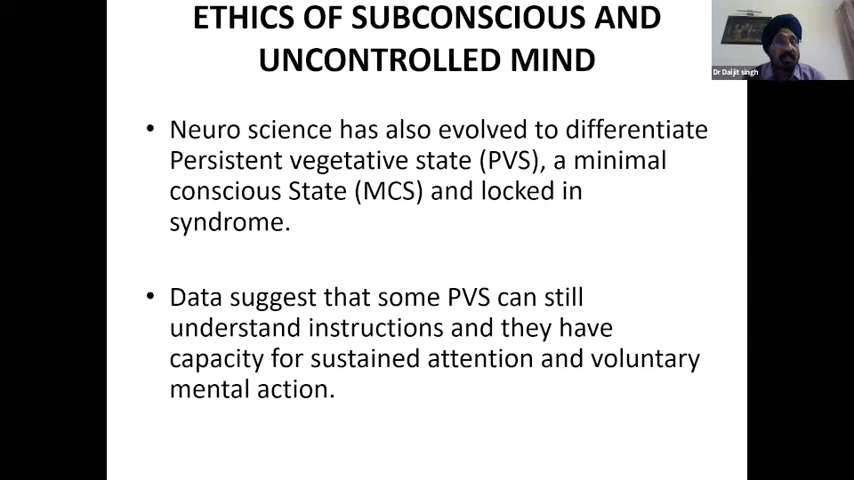 ETHICS OF SUBCONSCIOUS AND
UNCONTROLLED MIND
Dr Daljit singh
• Neuro science has also evolved to differentiate
Persistent vegetative state (PVS), a minimal
conscious State (MCS) and locked in
syndrome.
• Data suggest that some PVS can still
understand instructions and they have
capacity for sustained attention and voluntary
mental action.